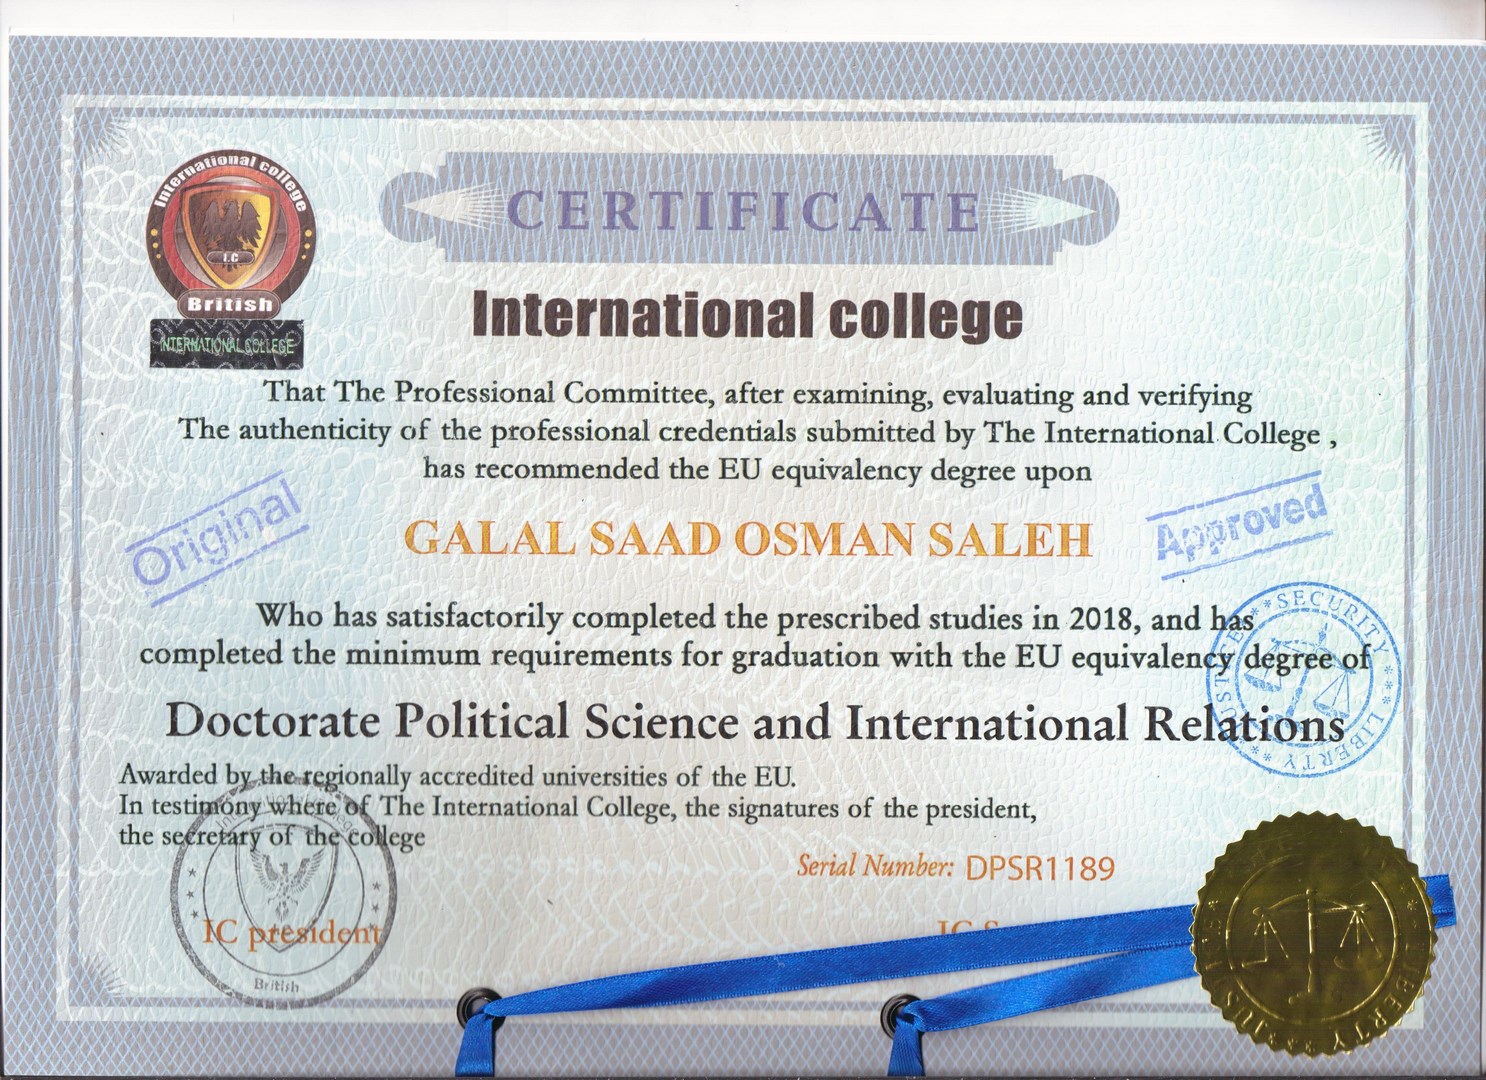 International college
I.C
British
INTERNATIONAL COLLEGE
CERTIFICATE
International college
That The Professional Committee, after examining, evaluating and verifying
The authenticity of the professional credentials submitted by The International College ,
has recommended the EU equivalency degree upon
Original
Approved
GALAL SAAD OSMAN SALEH
Who has satisfactorily completed the prescribed studies in 2018, and has
completed the minimum requirements for graduation with the EU equivalency degree of
**SECURITY***LIBERTY**JUSTICE
Doctorate Political Science and International Relations
Awarded by the regionally accredited universities of the EU.
In testimony where of The International College, the signatures of the president,
the secretary of the college
Serial Number: DPSR1189
IC president
British
IC S
LIBERTY